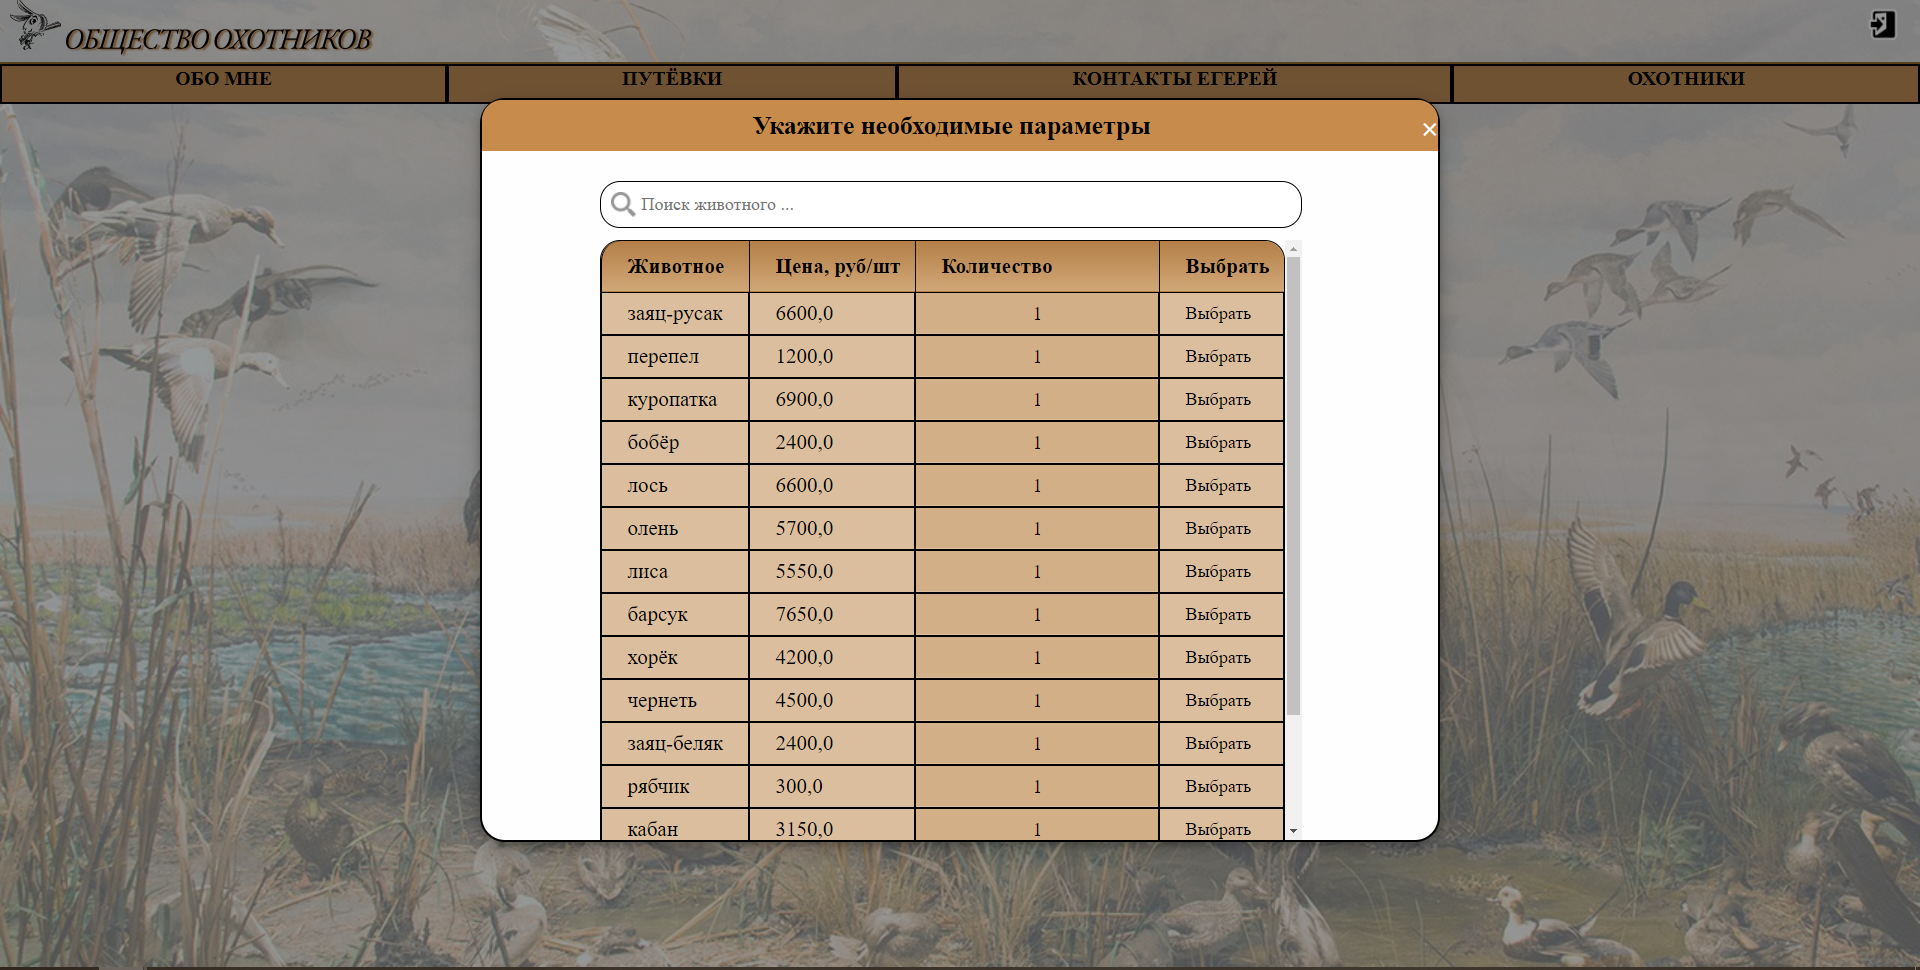 ОБЩЕСТВО ОХОТНИКОВ
ОБО МНЕ ПУТЁВКИ КОНТАКТЫ ЕГЕРЕЙ ОХОТНИКИ
Укажите необходимые параметры ×
Поиск животного ...
Животное Цена, руб/шт Количество Выбрать
заяц-русак 6600,0 1 Выбрать
перепел 1200,0 1 Выбрать
куропатка 6900,0 1 Выбрать
бобёр 2400,0 1 Выбрать
лось 6600,0 1 Выбрать
олень 5700,0 1 Выбрать
лиса 5550,0 1 Выбрать
барсук 7650,0 1 Выбрать
хорёк 4200,0 1 Выбрать
чернеть 4500,0 1 Выбрать
заяц-беляк 2400,0 1 Выбрать
рябчик 300,0 1 Выбрать
кабан 3150,0 1 Выбрать